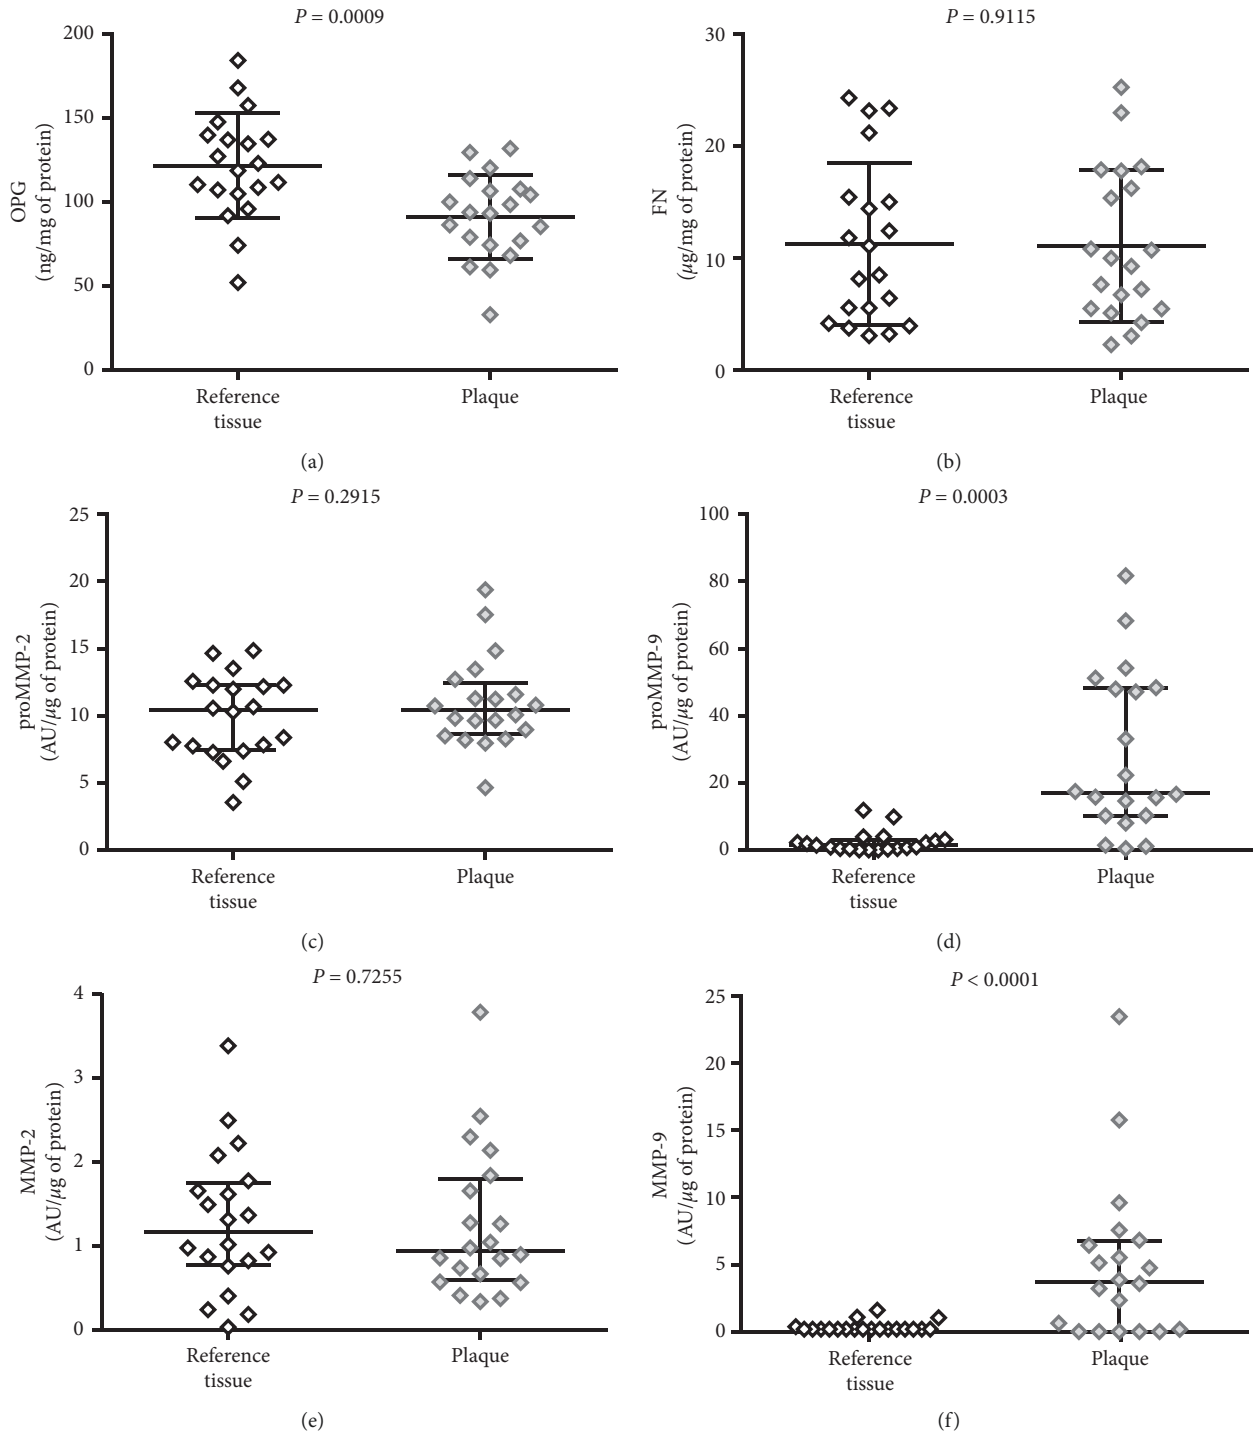 P = 0.0009
200
150
100
50
0
OPG
(ng/mg of protein)
Reference
tissue
Plaque
(a)
P = 0.9115
30
20
10
0
FN
(μg/mg of protein)
Reference
tissue
Plaque
(b)
P = 0.2915
25
20
15
10
5
0
proMMP-2
(AU/μg of protein)
Reference
tissue
Plaque
(c)
P = 0.0003
100
80
60
40
20
0
proMMP-9
(AU/μg of protein)
Reference
tissue
Plaque
(d)
P = 0.7255
4
3
2
1
0
MMP-2
(AU/μg of protein)
Reference
tissue
Plaque
(e)
P < 0.0001
25
20
15
10
5
0
MMP-9
(AU/μg of protein)
Reference
tissue
Plaque
(f)